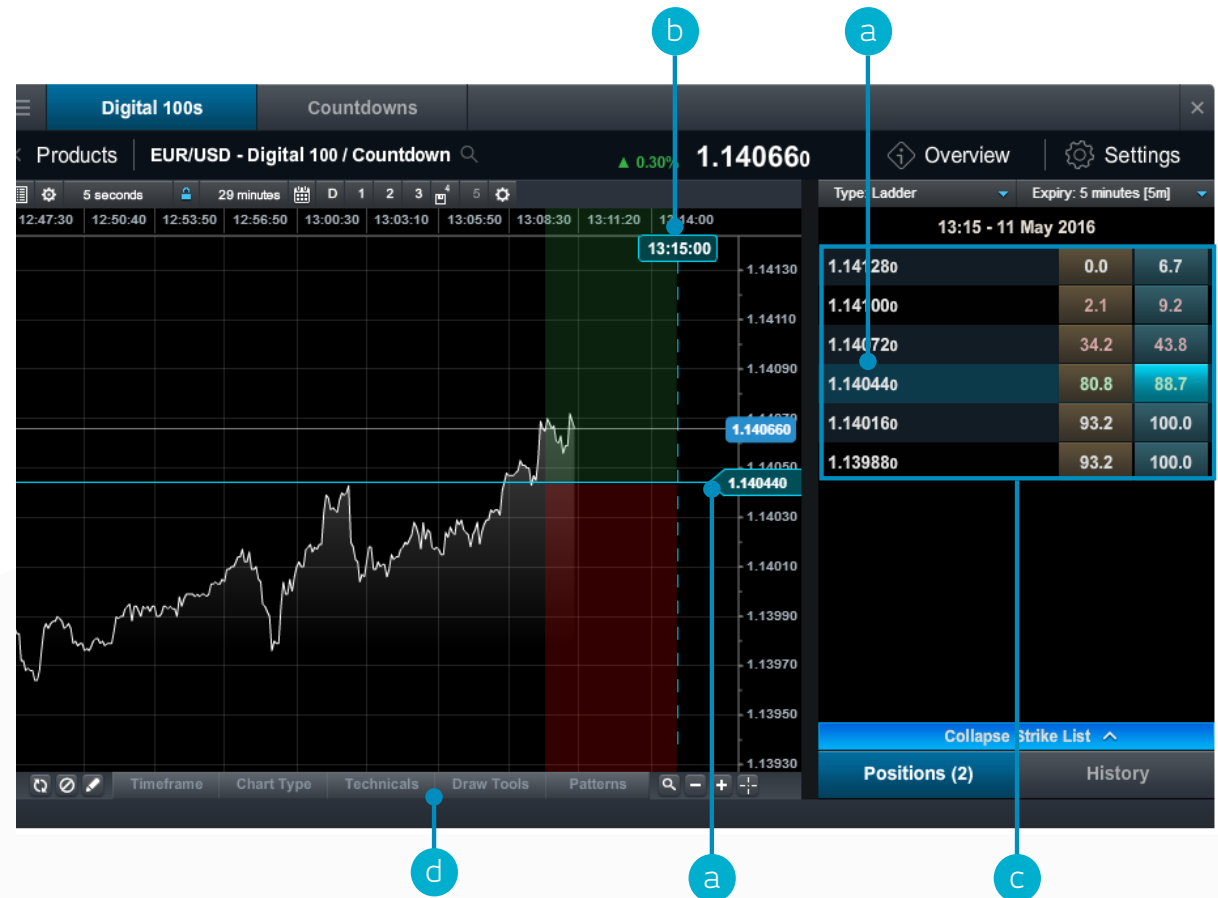 b a
Digital 100s Countdowns
Products EUR/USD - Digital 100 / Countdown 0.30% 1.140660 Overview Settings
5 seconds 29 minutes D 1 2 3 4 5 Type: Ladder Expiry: 5 minutes [5m]
12:47:30 12:50:40 12:53:50 12:56:50 13:00:30 13:03:10 13:05:50 13:08:30 13:11:20 13:14:00
13:15 - 11 May 2016
13:15:00
1.141280 0.0 6.7
1.14130
1.141000 2.1 9.2
1.14110
1.140720 34.2 43.8
1.14090
1.140440 80.8 88.7
1.14070
1.140160 93.2 100.0
1.140660
1.139880 93.2 100.0
1.14050
1.140440
1.14030
1.14010
1.13990
1.13970
1.13950
1.13930
Collapse Strike List
Positions (2) History
Timeframe Chart Type Technicals Draw Tools Patterns
d a c